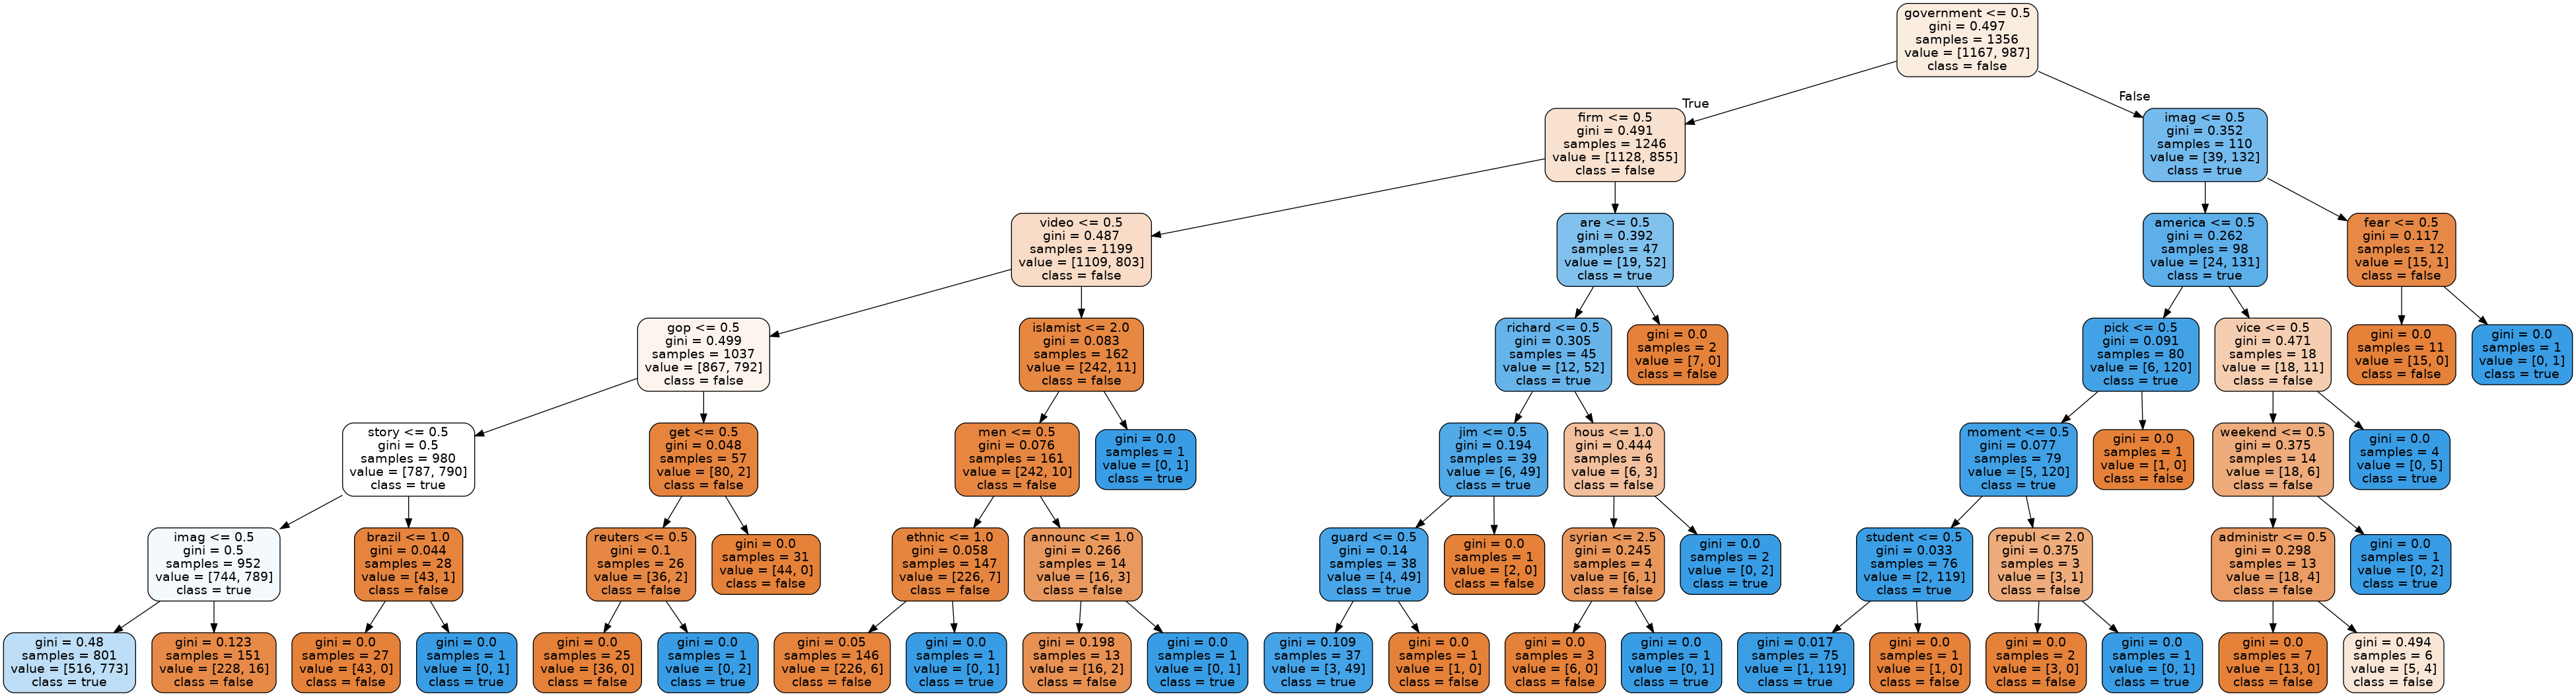 government <= 0.5
gini = 0.497
samples = 1356
value = [1167, 987]
class = false
True
False
firm <= 0.5
gini = 0.491
samples = 1246
value = [1128, 855]
class = false
imag <= 0.5
gini = 0.352
samples = 110
value = [39, 132]
class = true
video <= 0.5
gini = 0.487
samples = 1199
value = [1109, 803]
class = false
are <= 0.5
gini = 0.392
samples = 47
value = [19, 52]
class = true
america <= 0.5
gini = 0.262
samples = 98
value = [24, 131]
class = true
fear <= 0.5
gini = 0.117
samples = 12
value = [15, 1]
class = false
gop <= 0.5
gini = 0.499
samples = 1037
value = [867, 792]
class = false
islamist <= 2.0
gini = 0.083
samples = 162
value = [242, 11]
class = false
richard <= 0.5
gini = 0.305
samples = 45
value = [12, 52]
class = true
gini = 0.0
samples = 2
value = [7, 0]
class = false
pick <= 0.5
gini = 0.091
samples = 80
value = [6, 120]
class = true
vice <= 0.5
gini = 0.471
samples = 18
value = [18, 11]
class = false
gini = 0.0
samples = 11
value = [15, 0]
class = false
gini = 0.0
samples = 1
value = [0, 1]
class = true
story <= 0.5
gini = 0.5
samples = 980
value = [787, 790]
class = true
get <= 0.5
gini = 0.048
samples = 57
value = [80, 2]
class = false
men <= 0.5
gini = 0.076
samples = 161
value = [242, 10]
class = false
gini = 0.0
samples = 1
value = [0, 1]
class = true
jim <= 0.5
gini = 0.194
samples = 39
value = [6, 49]
class = true
hous <= 1.0
gini = 0.444
samples = 6
value = [6, 3]
class = false
moment <= 0.5
gini = 0.077
samples = 79
value = [5, 120]
class = true
gini = 0.0
samples = 1
value = [1, 0]
class = false
weekend <= 0.5
gini = 0.375
samples = 14
value = [18, 6]
class = false
gini = 0.0
samples = 4
value = [0, 5]
class = true
imag <= 0.5
gini = 0.5
samples = 952
value = [744, 789]
class = true
brazil <= 1.0
gini = 0.044
samples = 28
value = [43, 1]
class = false
reuters <= 0.5
gini = 0.1
samples = 26
value = [36, 2]
class = false
gini = 0.0
samples = 31
value = [44, 0]
class = false
ethnic <= 1.0
gini = 0.058
samples = 147
value = [226, 7]
class = false
announc <= 1.0
gini = 0.266
samples = 14
value = [16, 3]
class = false
guard <= 0.5
gini = 0.14
samples = 38
value = [4, 49]
class = true
gini = 0.0
samples = 1
value = [2, 0]
class = false
syrian <= 2.5
gini = 0.245
samples = 4
value = [6, 1]
class = false
gini = 0.0
samples = 2
value = [0, 2]
class = true
student <= 0.5
gini = 0.033
samples = 76
value = [2, 119]
class = true
republ <= 2.0
gini = 0.375
samples = 3
value = [3, 1]
class = false
administr <= 0.5
gini = 0.298
samples = 13
value = [18, 4]
class = false
gini = 0.0
samples = 1
value = [0, 2]
class = true
gini = 0.48
samples = 801
value = [516, 773]
class = true
gini = 0.123
samples = 151
value = [228, 16]
class = false
gini = 0.0
samples = 27
value = [43, 0]
class = false
gini = 0.0
samples = 1
value = [0, 1]
class = true
gini = 0.0
samples = 25
value = [36, 0]
class = false
gini = 0.0
samples = 1
value = [0, 2]
class = true
gini = 0.05
samples = 146
value = [226, 6]
class = false
gini = 0.0
samples = 1
value = [0, 1]
class = true
gini = 0.198
samples = 13
value = [16, 2]
class = false
gini = 0.0
samples = 1
value = [0, 1]
class = true
gini = 0.109
samples = 37
value = [3, 49]
class = true
gini = 0.0
samples = 1
value = [1, 0]
class = false
gini = 0.0
samples = 3
value = [6, 0]
class = false
gini = 0.0
samples = 1
value = [0, 1]
class = true
gini = 0.017
samples = 75
value = [1, 119]
class = true
gini = 0.0
samples = 1
value = [1, 0]
class = false
gini = 0.0
samples = 2
value = [3, 0]
class = false
gini = 0.0
samples = 1
value = [0, 1]
class = true
gini = 0.0
samples = 7
value = [13, 0]
class = false
gini = 0.494
samples = 6
value = [5, 4]
class = false